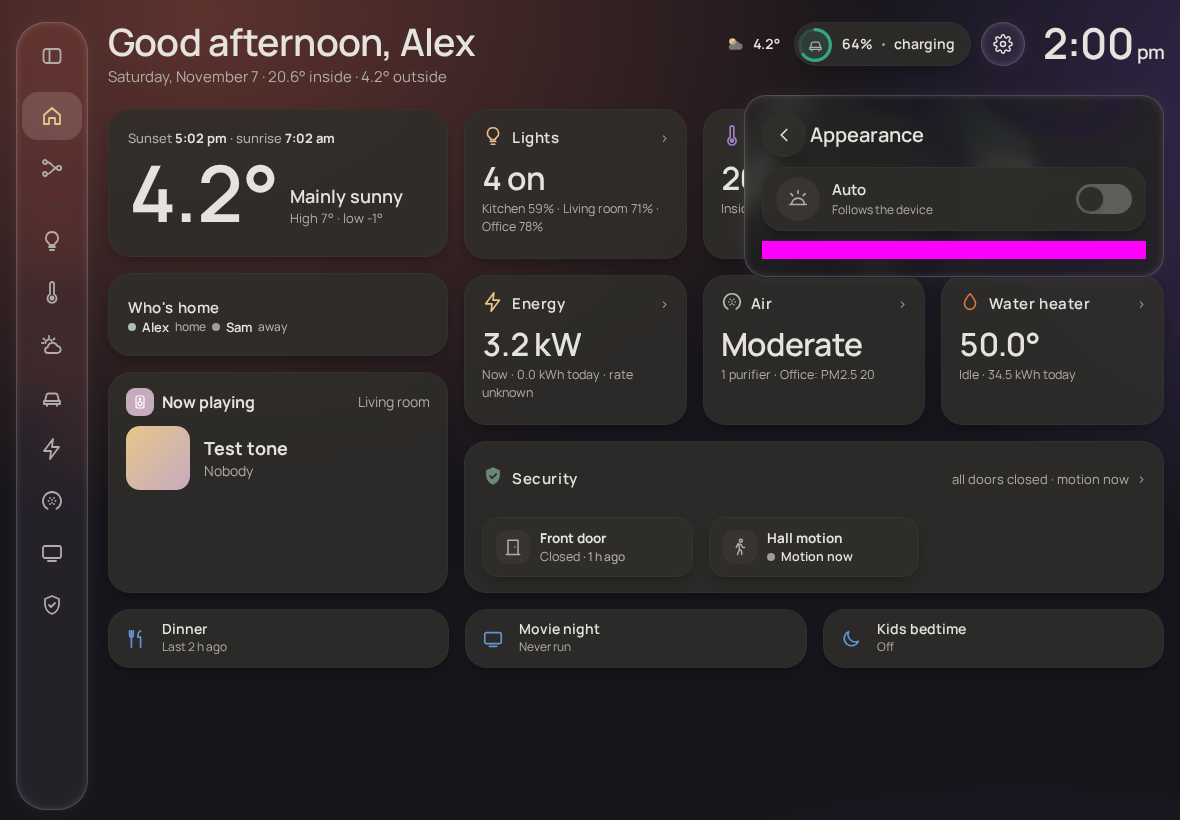 Good afternoon, Alex
Saturday, November 7 · 20.6° inside · 4.2° outside
4.2°
64% • charging
2:00 pm
Sunset 5:02 pm · sunrise 7:02 am
4.2°
Mainly sunny
High 7° · low -1°
Lights
4 on
Kitchen 59% · Living room 71% ·
Office 78%
Appearance
Auto
Follows the device
Who's home
Alex home Sam away
Energy
3.2 kW
Now · 0.0 kWh today · rate
unknown
Air
Moderate
1 purifier · Office: PM2.5 20
Water heater
50.0°
Idle · 34.5 kWh today
Now playing
Living room
Test tone
Nobody
Security
all doors closed · motion now
Front door
Closed · 1 h ago
Hall motion
Motion now
Dinner
Last 2 h ago
Movie night
Never run
Kids bedtime
Off